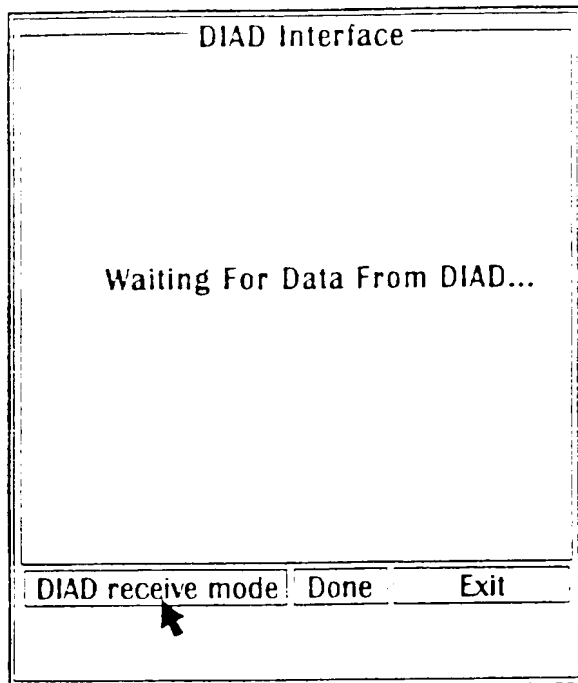 DIAD Interface
Waiting For Data From DIAD...
DIAD receive mode Done Exit